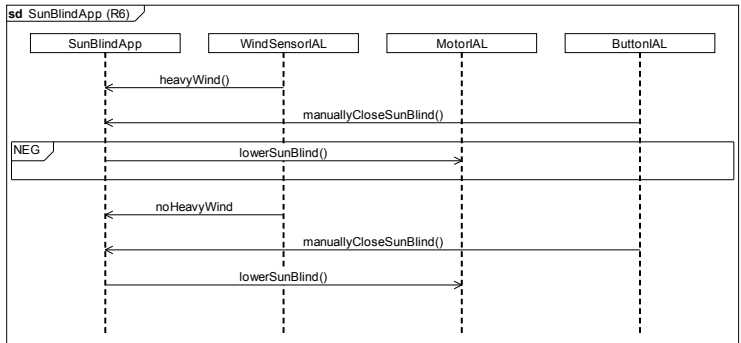 sd SunBlindApp (R6)
SunBlindApp WindSensorIAL MotorIAL ButtonIAL
heavyWind()
manuallyCloseSunBlind()
NEG
lowerSunBlind()
noHeavyWind
manuallyCloseSunBlind()
lowerSunBlind()